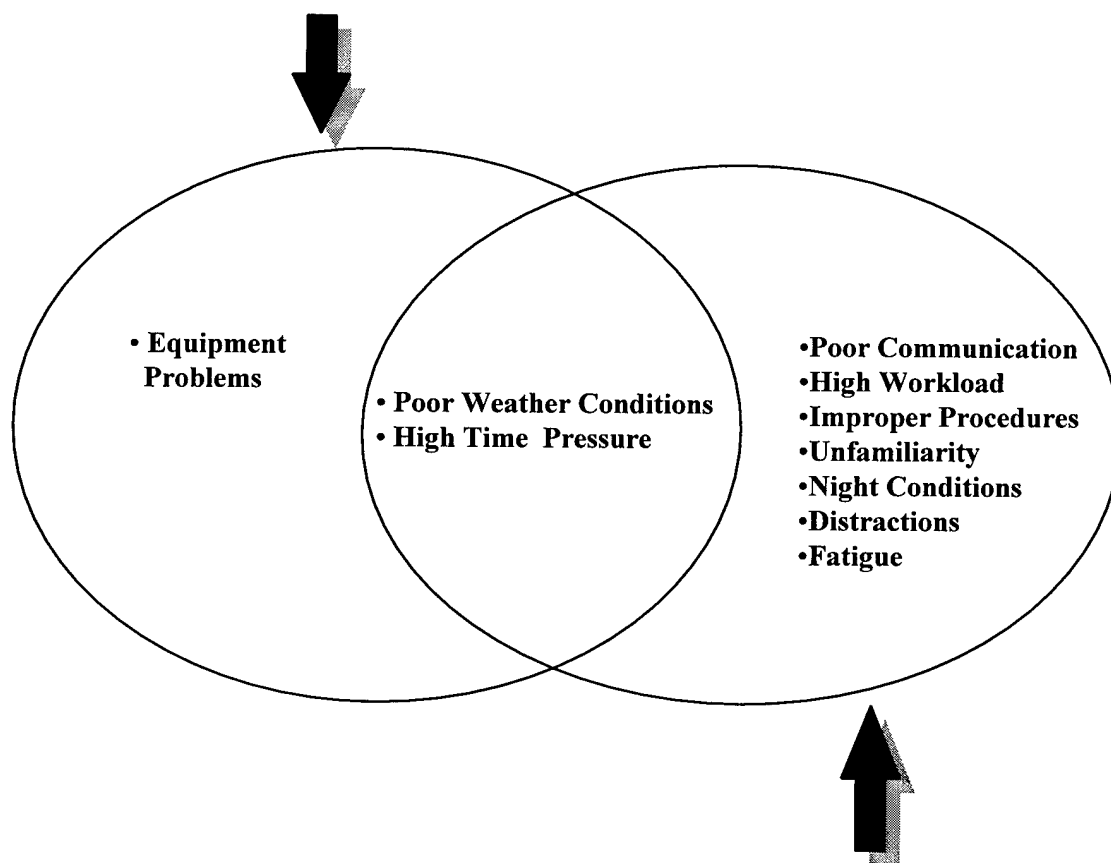 • Equipment
Problems
• Poor Weather Conditions
• High Time Pressure
•Poor Communication
•High Workload
•Improper Procedures
•Unfamiliarity
•Night Conditions
•Distractions
•Fatigue